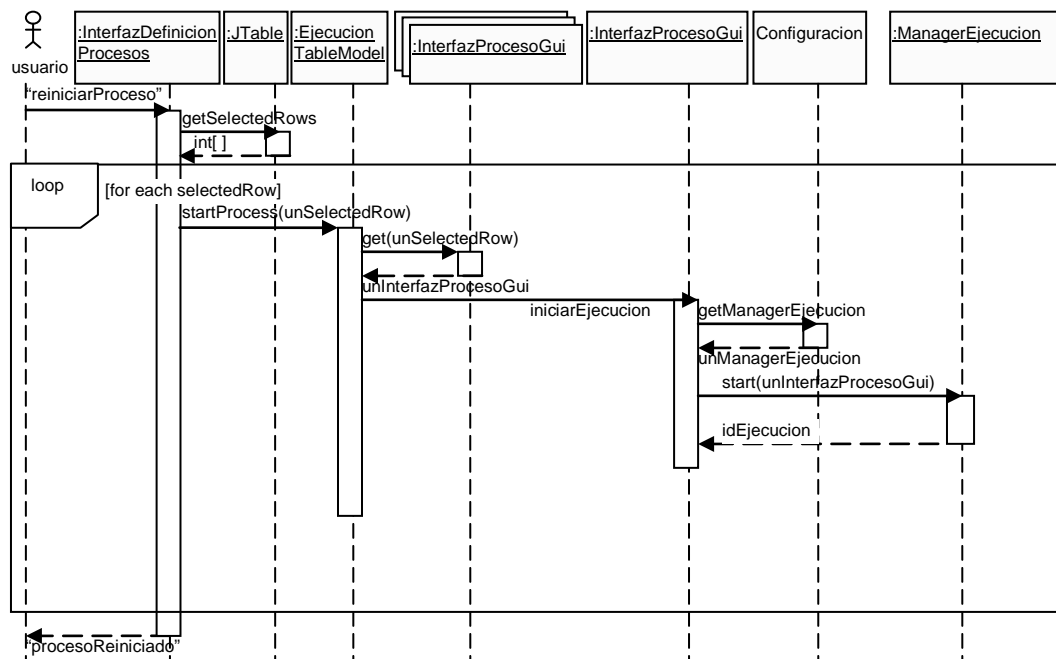 usuario
:InterfazDefinicion
Procesos
:JTable
:Ejecucion
TableModel
:InterfazProcesoGui
:InterfazProcesoGui
Configuracion
:ManagerEjecucion
“reiniciarProceso”
getSelectedRows
int[ ]
loop
[for each selectedRow]
startProcess(unSelectedRow)
get(unSelectedRow)
unInterfazProcesoGui
iniciarEjecucion
getManagerEjecucion
unManagerEjeducion
start(unInterfazProcesoGui)
idEjecucion
“procesoReiniciado”